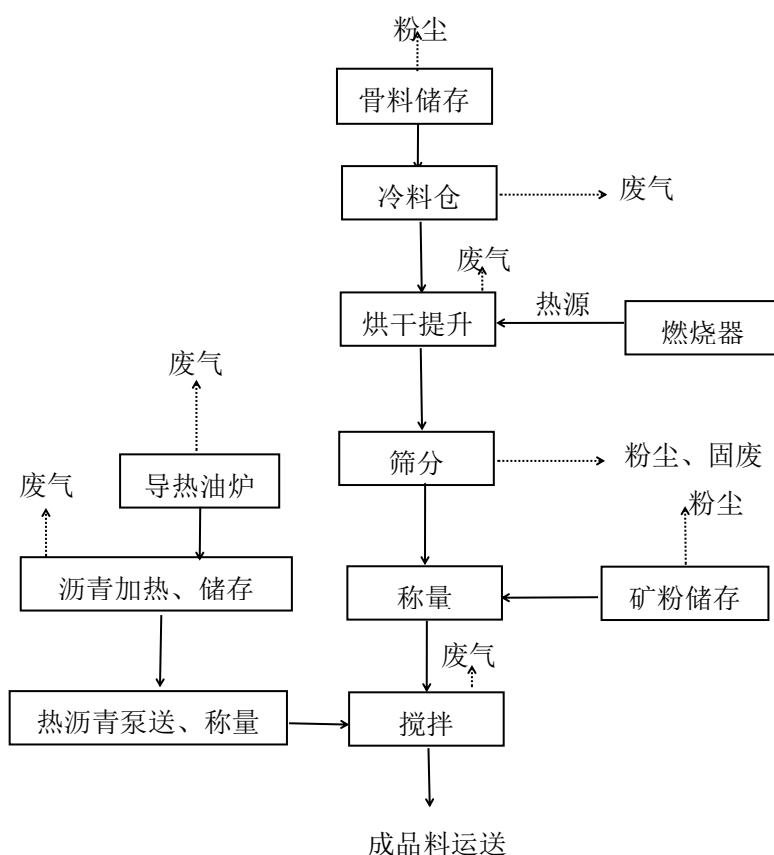 粉尘
骨料储存
冷料仓
废气
废气
烘干提升
热源
燃烧器
废气
筛分
粉尘、固废
导热油炉
废气
粉尘
沥青加热、储存
称量
矿粉储存
废气
热沥青泵送、称量
搅拌
成品料运送